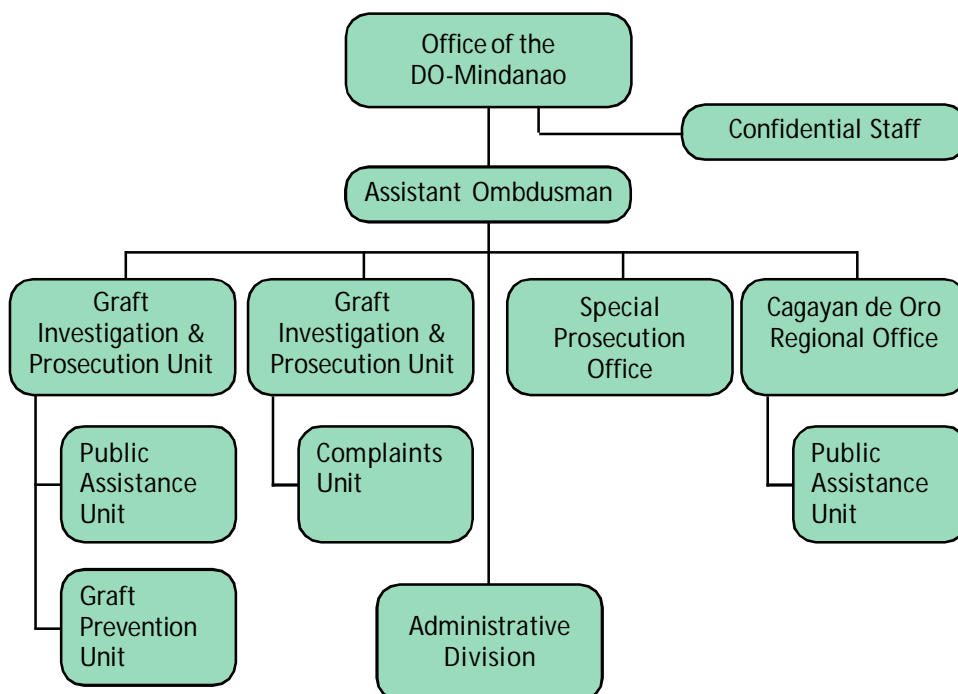 Office of the
DO-Mindanao
Confidential Staff
Assistant Ombdusman
Graft
Investigation &
Prosecution Unit
Graft
Investigation &
Prosecution Unit
Special
Prosecution
Office
Cagayan de Oro
Regional Office
Public
Assistance
Unit
Complaints
Unit
Public
Assistance
Unit
Graft
Prevention
Unit
Administrative
Division